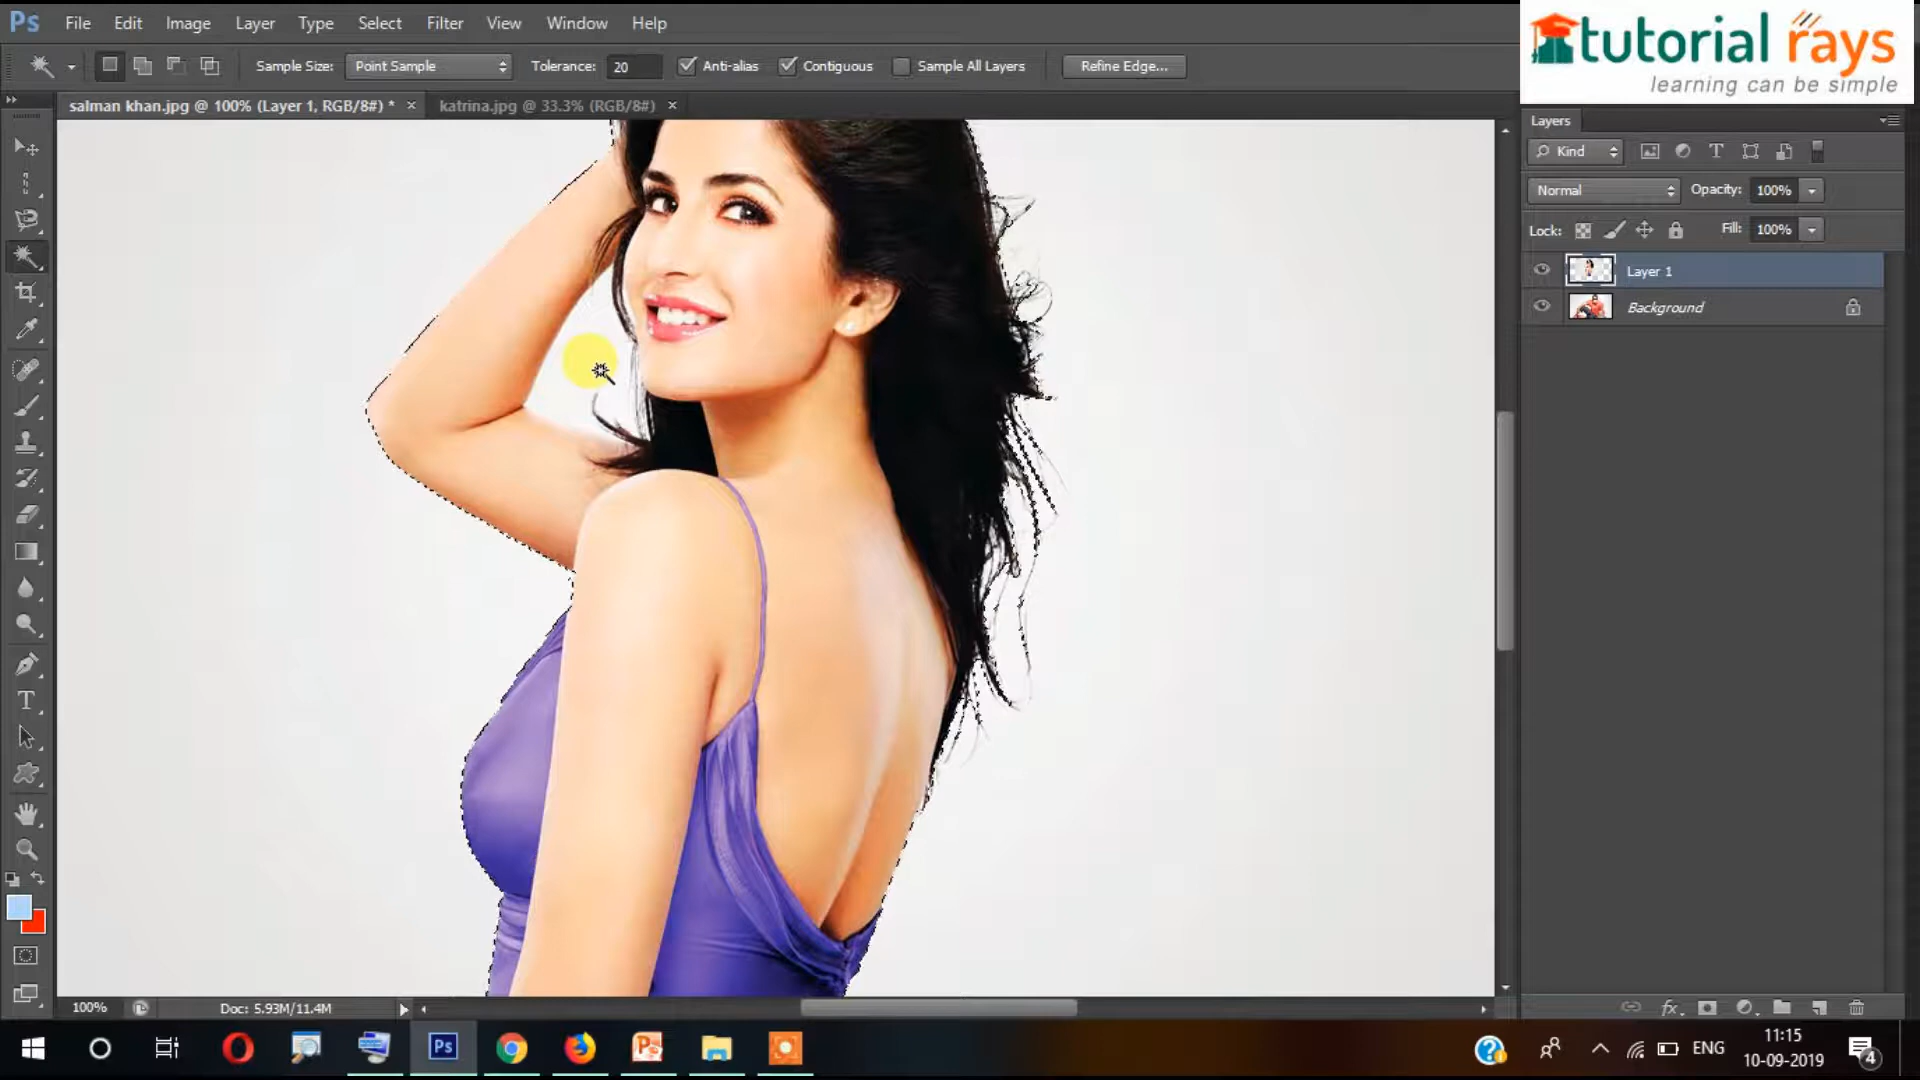 Ps File Edit Image Layer Type Select Filter View Window Help
tutorial rays
learning can be simple
Sample Size: Point Sample Tolerance: 20 Anti-alias Contiguous Sample All Layers Refine Edge...
salman khan.jpg @ 100% (Layer 1, RGB/8#) * × katrina.jpg @ 33.3% (RGB/8#) ×
Layers
Kind
Normal Opacity: 100%
Lock: Fill: 100%
Layer 1
Background
100% Doc: 5.93M/11.4M
Ps
ENG
11:15
10-09-2019
4